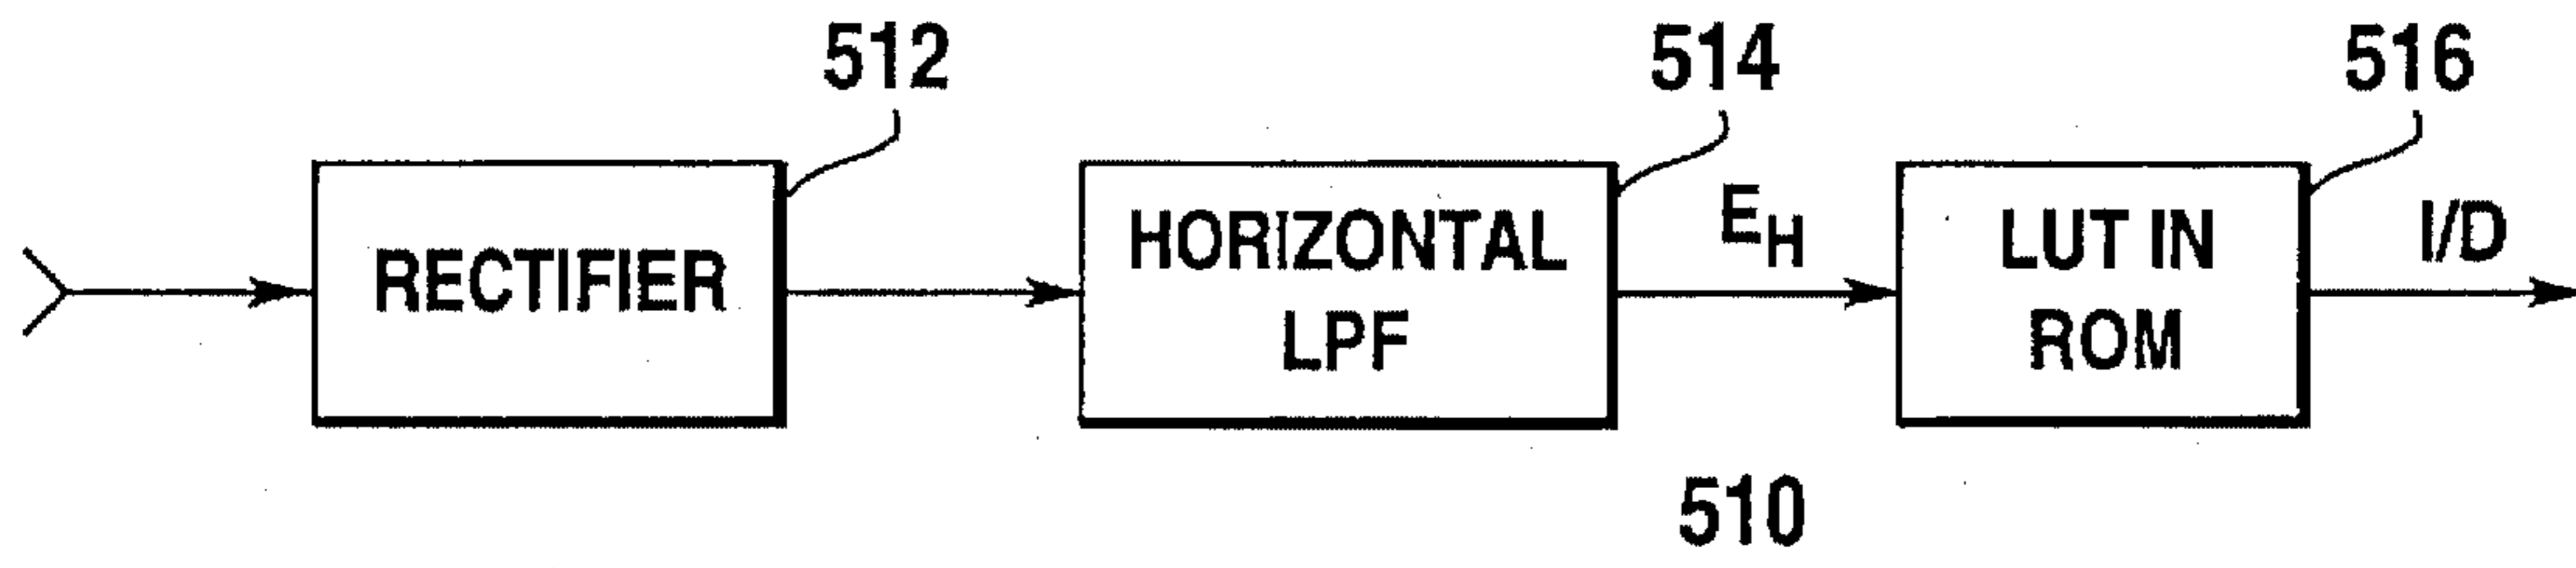 512
514
516
RECTIFIER
HORIZONTAL
LPF
E_H
LUT IN
ROM
I/D
510